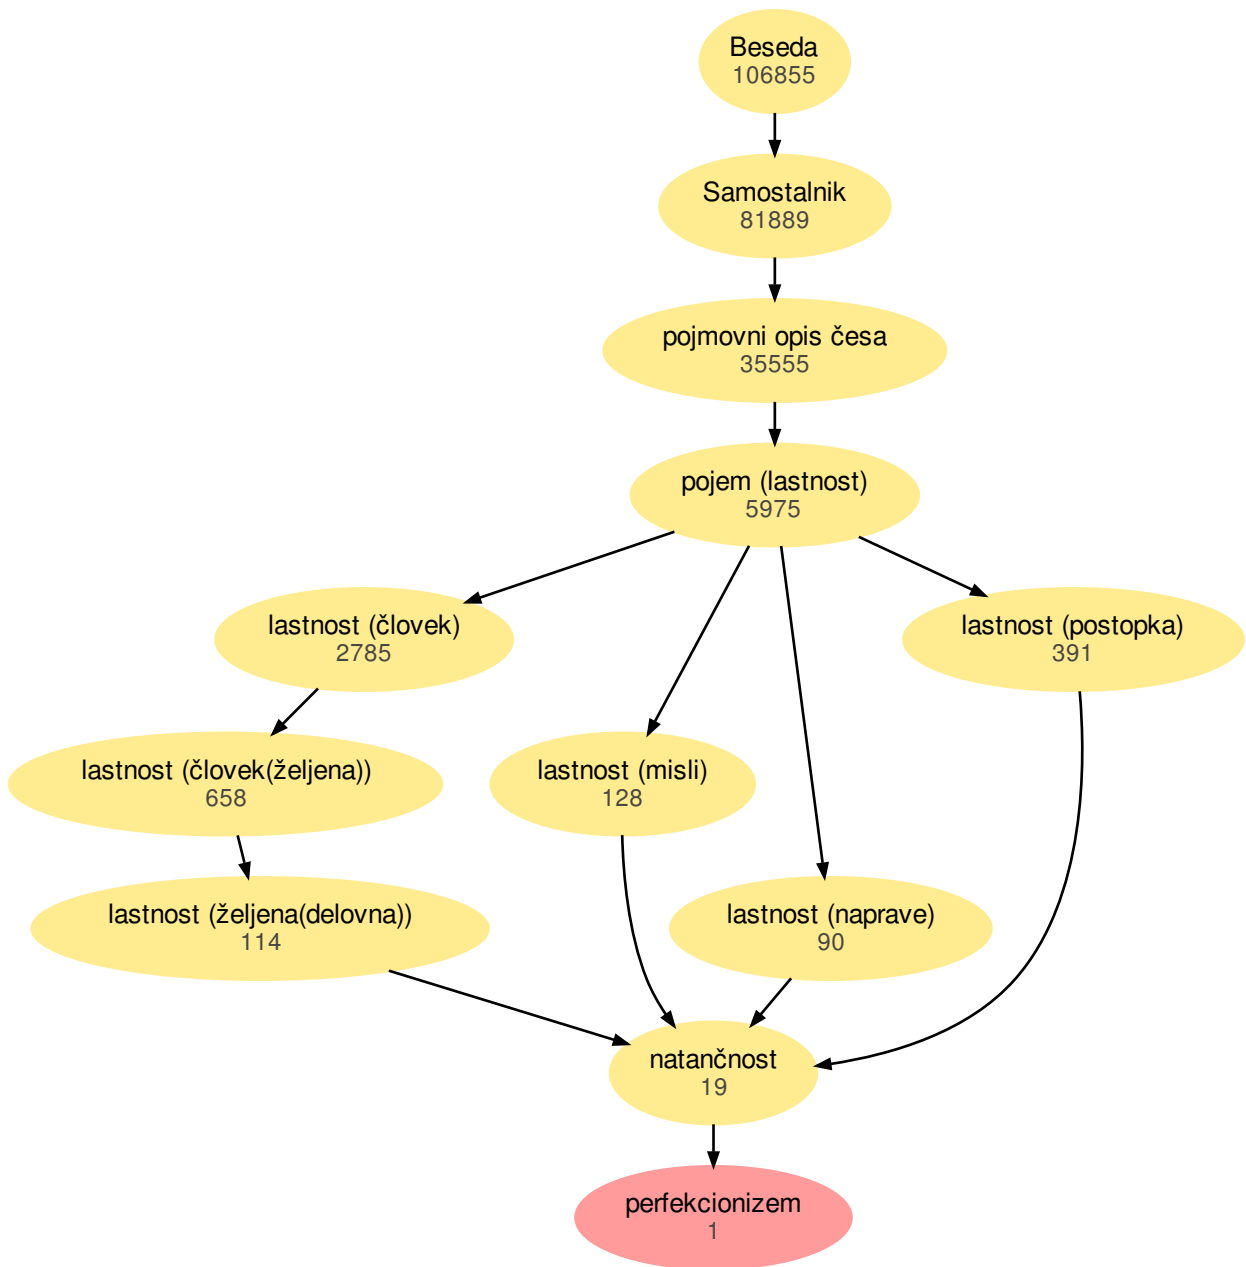 Beseda
106855
Samostalnik
81889
pojmovni opis česa
35555
pojem (lastnost)
5975
lastnost (človek)
2785
lastnost (postopka)
391
lastnost (človek(željena))
658
lastnost (misli)
128
lastnost (željena(delovna))
114
lastnost (naprave)
90
natančnost
19
perfekcionizem
1